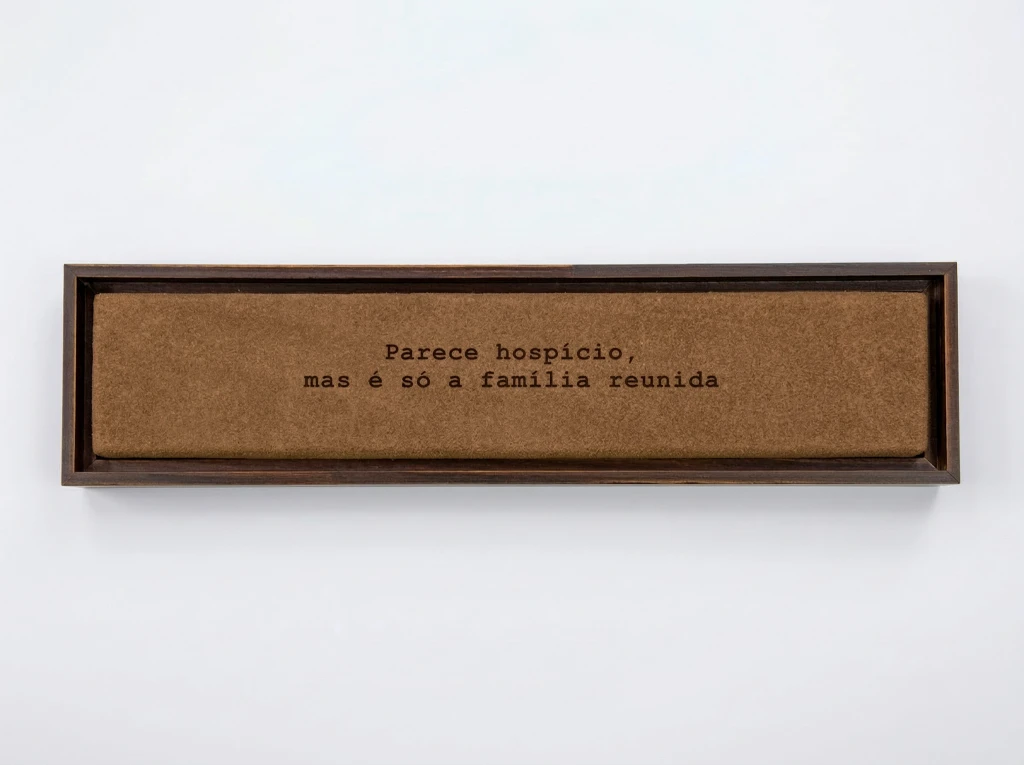 Parece hospício,
mas é só a família reunida